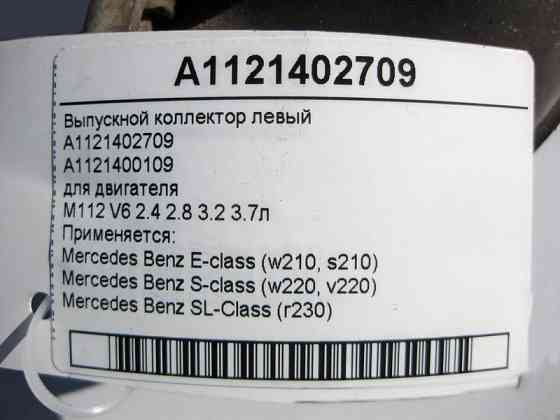 A1121402709
Выпускной коллектор левый
A1121402709
A1121400109
для двигателя
M112 V6 2.4 2.8 3.2 3.7л
Применяется:
Mercedes Benz E-class (w210, s210)
Mercedes Benz S-class (w220, v220)
Mercedes Benz SL-Class (r230)